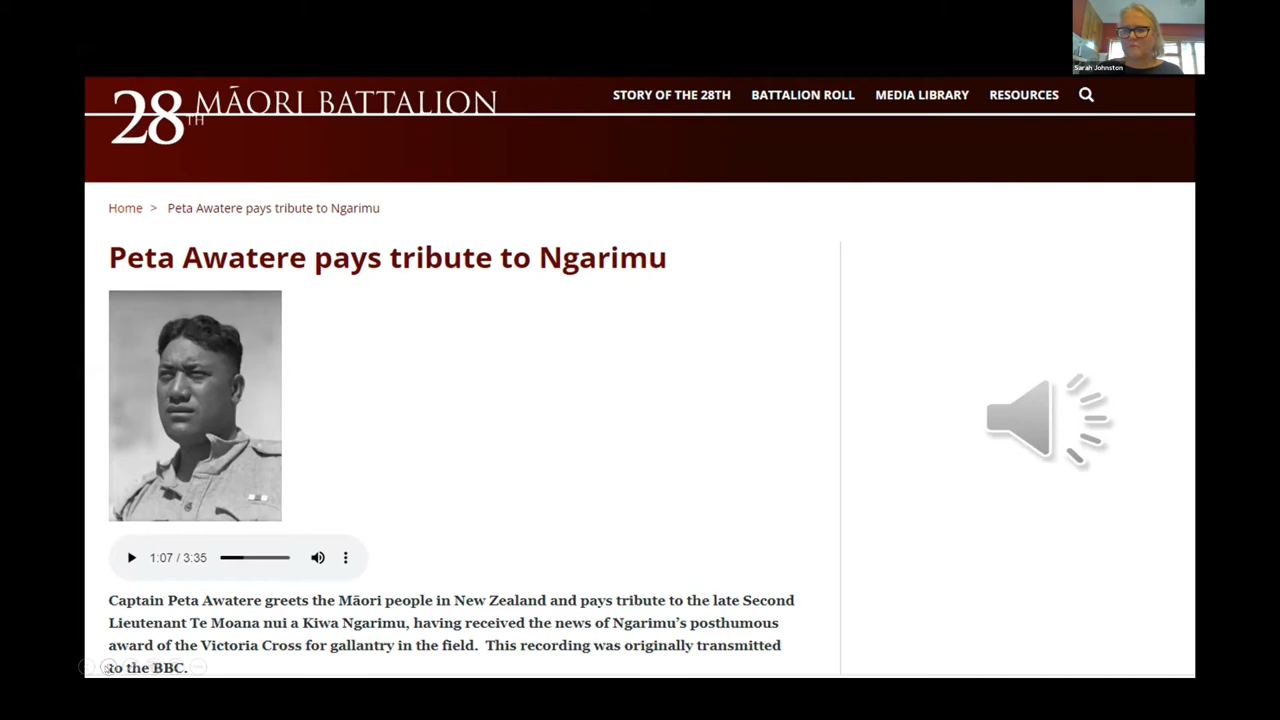 Sarah Johnston
28TH MĀORI BATTALION
STORY OF THE 28TH BATTALION ROLL MEDIA LIBRARY RESOURCES
Home > Peta Awatere pays tribute to Ngarimu
Peta Awatere pays tribute to Ngarimu
1:07 / 3:35
Captain Peta Awatere greets the Māori people in New Zealand and pays tribute to the late Second
Lieutenant Te Moana nui a Kiwa Ngarimu, having received the news of Ngarimu's posthumous
award of the Victoria Cross for gallantry in the field. This recording was originally transmitted
to the BBC.